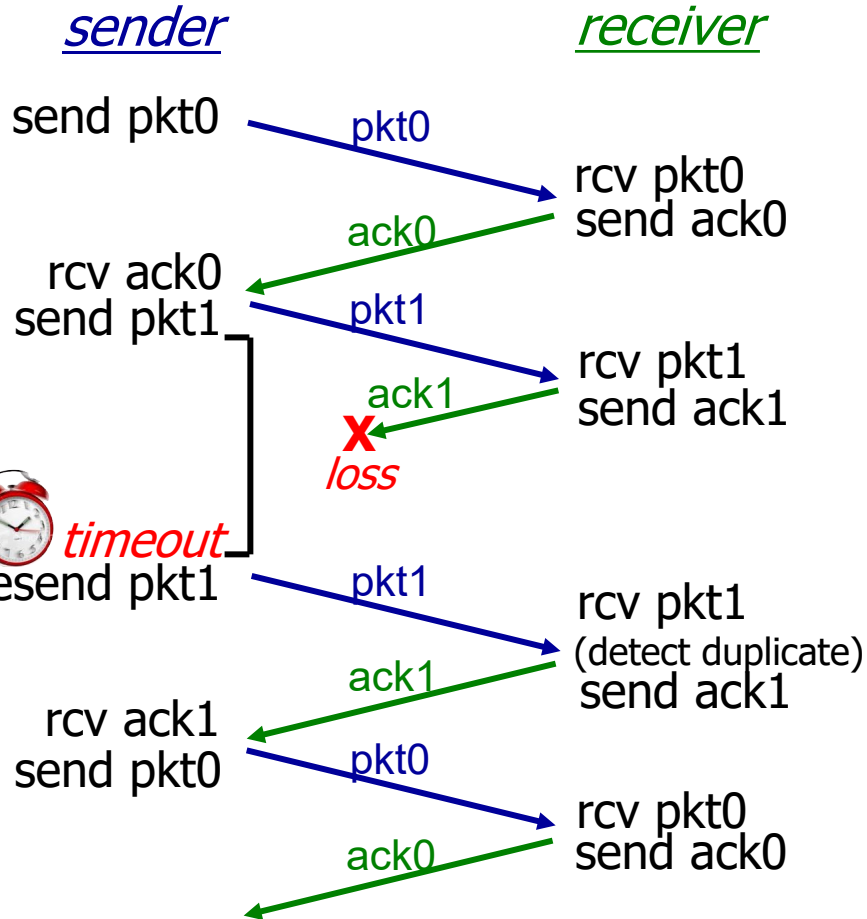 sender
receiver
send pkt0
pkt0
rcv pkt0
send ack0
ack0
rcv ack0
send pkt1
pkt1
rcv pkt1
send ack1
ack1
X
loss
timeout
esend pkt1
pkt1
rcv pkt1
(detect duplicate)
send ack1
ack1
rcv ack1
send pkt0
pkt0
rcv pkt0
send ack0
ack0